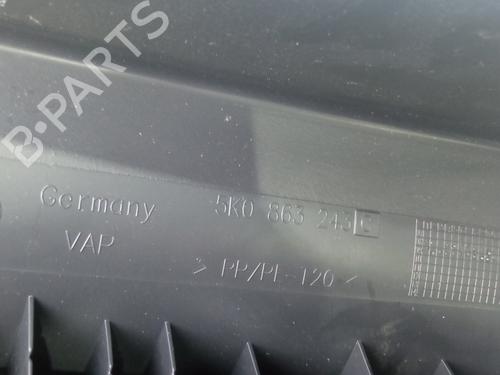 B-PARTS
Germany
5K0 863 243 C
VAP
> PP/PE-T20 <